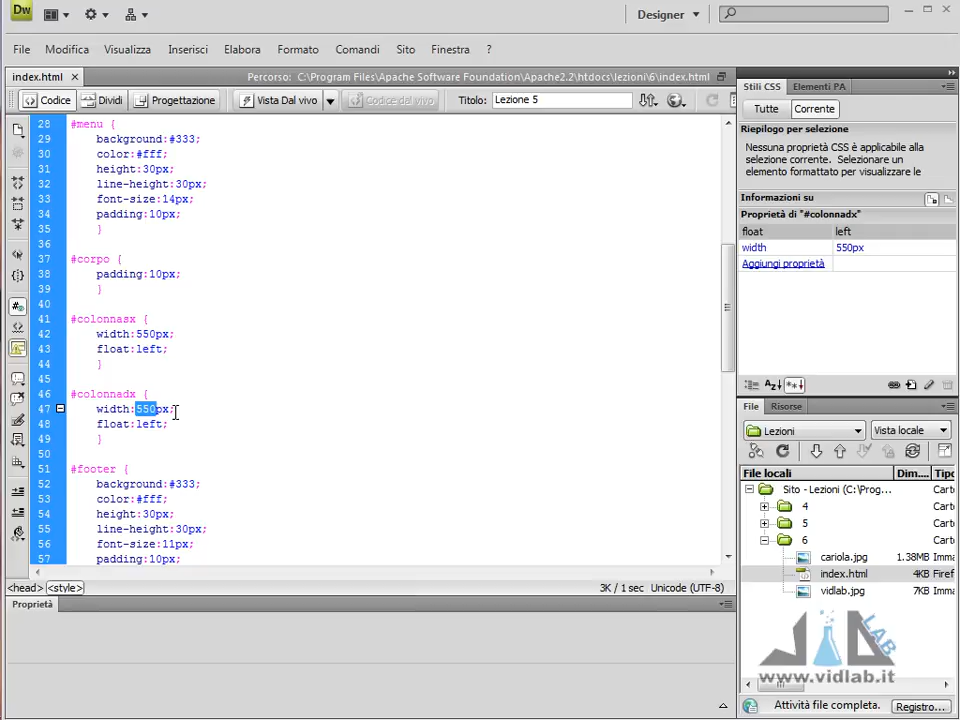 Dw
Designer
File Modifica Visualizza Inserisci Elabora Formato Comandi Sito Finestra ?
index.html
Percorso: C:\Program Files\Apache Software Foundation\Apache2.2\htdocs\lezioni\6\index.html
Codice Dividi Progettazione Vista Dal vivo Codice dal vivo Titolo: Lezione 5
28 #menu {
29 background:#333;
30 color:#fff;
31 height:30px;
32 line-height:30px;
33 font-size:14px;
34 padding:10px;
35 }
36
37 #corpo {
38 padding:10px;
39 }
40
41 #colonnasx {
42 width:550px;
43 float:left;
44 }
45
46 #colonnadx {
47 width:550px;
48 float:left;
49 }
50
51 #footer {
52 background:#333;
53 color:#fff;
54 height:30px;
55 line-height:30px;
56 font-size:11px;
57 padding:10px;
<head> <style>
3K / 1 sec Unicode (UTF-8)
Proprietà
Stili CSS Elementi PA
Tutte Corrente
Riepilogo per selezione
Nessuna proprietà CSS è applicabile alla
selezione corrente. Selezionare un
elemento formattato per visualizzare le
Informazioni su
Proprietà di "#colonnadx"
float left
width 550px
Aggiungi proprietà
File Risorse
Lezioni Vista locale
File locali Dim... Tipo
Sito - Lezioni (C:\Prog... Carto
4 Carto
5 Carto
6 Carto
cariola.jpg 1.38MB Imma
index.html 4KB Firef
vidlab.jpg 7KB Imma
LAB
www.vidlab.it
Attività file completa. Registro...